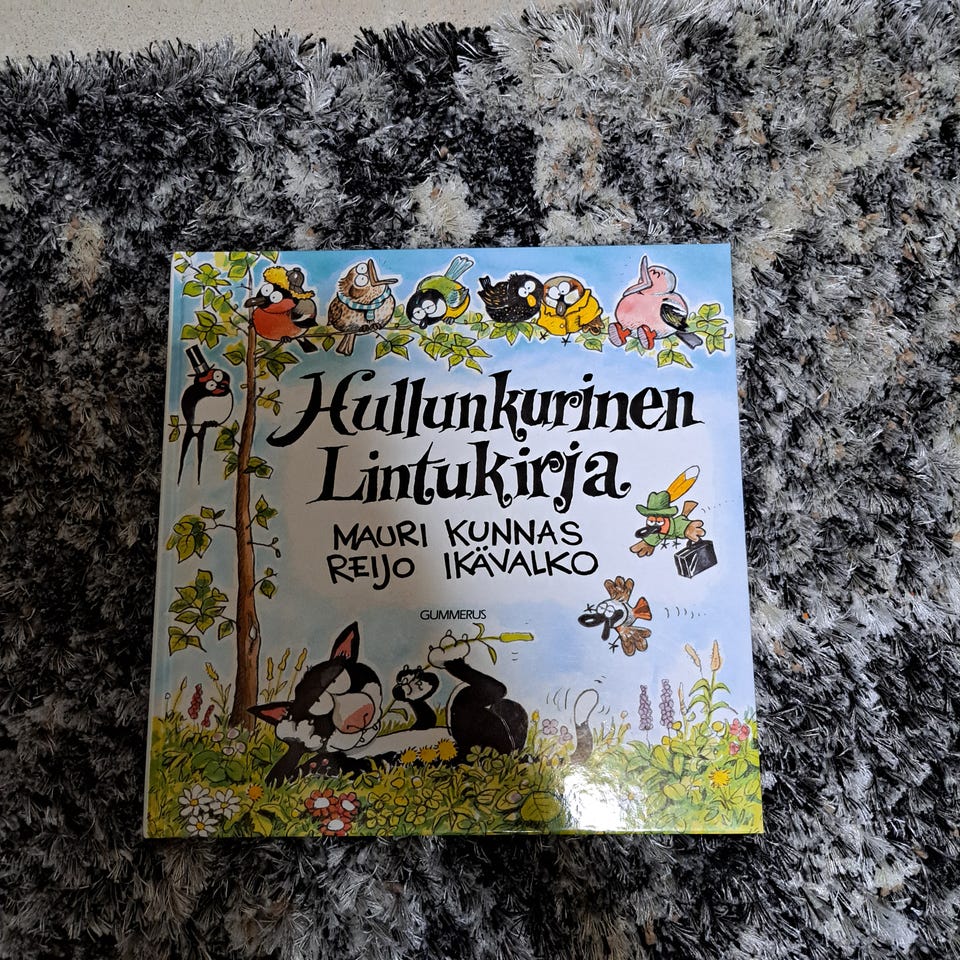 Hullunkurinen
Lintukirja
MAURI KUNNAS
REIJO IKÄVALKO
GUMMERUS